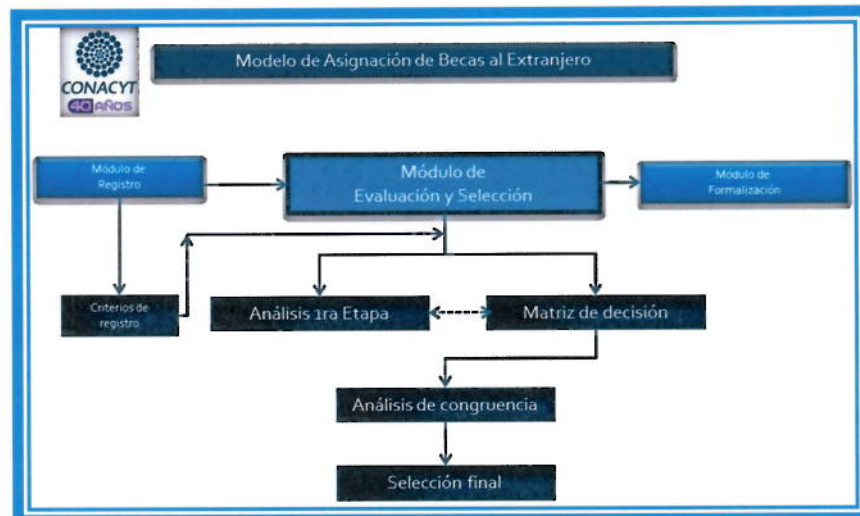 CONACYT
40 AÑOS
Modelo de Asignación de Becas al Extranjero
Módulo de
Registro
Módulo de
Evaluación y Selección
Módulo de
Formalización
Criterios de
registro
Análisis 1ra Etapa
Matriz de decisión
Análisis de congruencia
Selección final